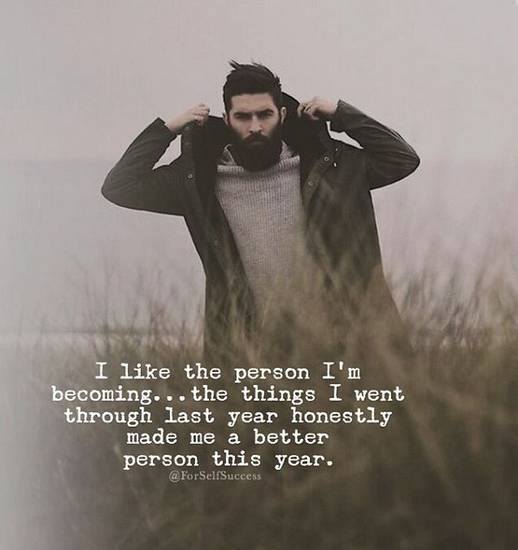 I like the person I'm
becoming...the things I went
through last year honestly
made me a better
person this year.
@ForSelfSuccess